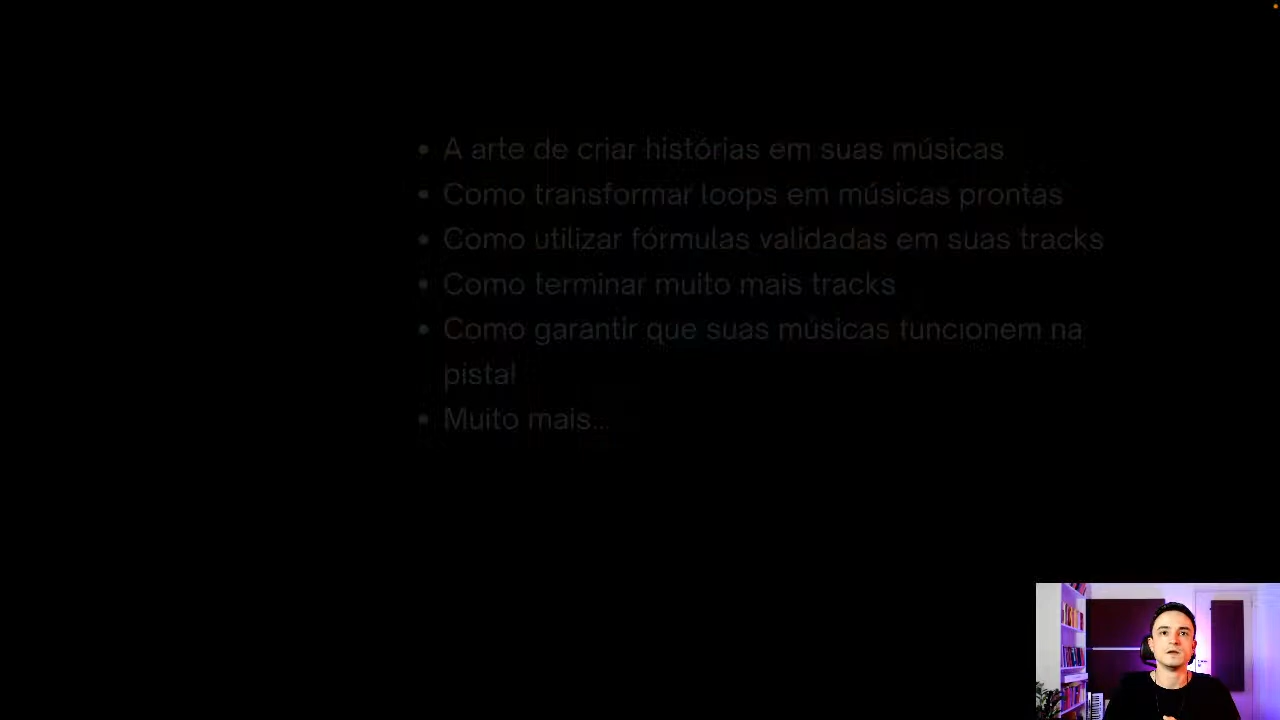 • A arte de criar histórias em suas músicas
• Como transformar loops em músicas prontas
• Como utilizar fórmulas validadas em suas tracks
• Como terminar muito mais tracks
• Como garantir que suas músicas funcionem na
pista!
• Muito mais...